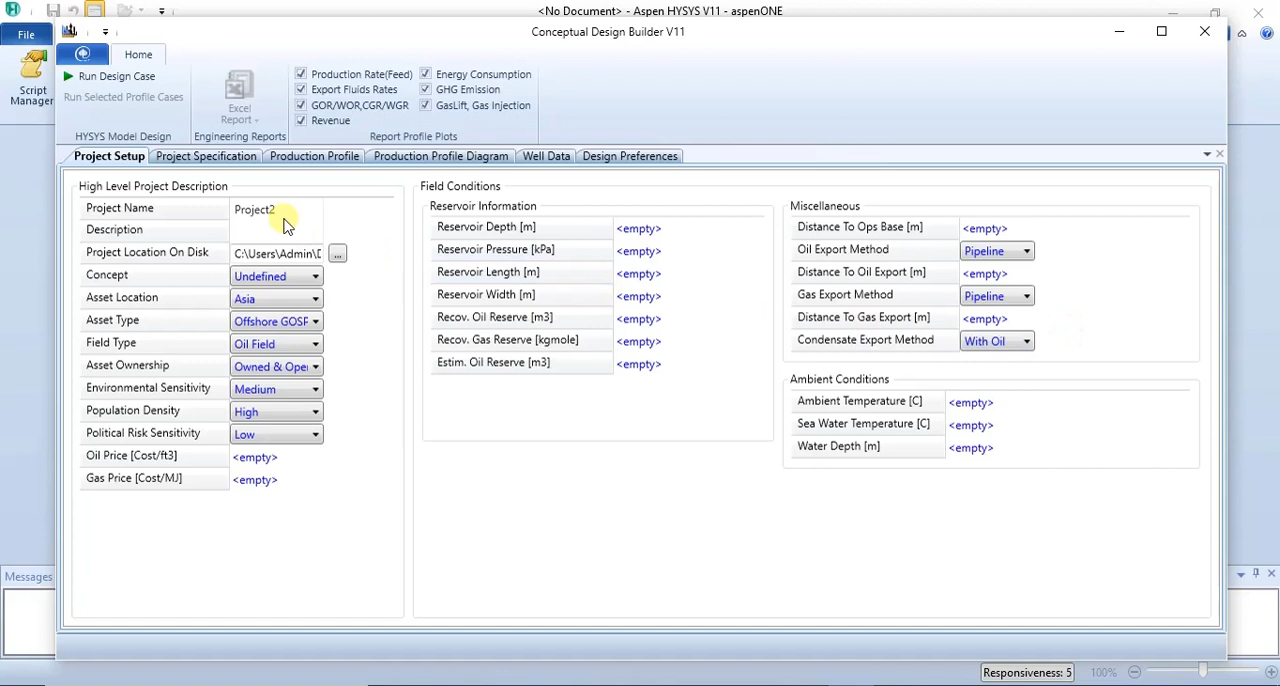 <No Document> - Aspen HYSYS V11 - aspenONE
File
Conceptual Design Builder V11
Home
Script
Manager
Run Design Case
Run Selected Profile Cases
HYSYS Model Design
Excel
Report
Engineering Reports
Production Rate(Feed)
Export Fluids Rates
GOR/WOR,CGR/WGR
Revenue
Energy Consumption
GHG Emission
GasLift, Gas Injection
Report Profile Plots
Project Setup
Project Specification
Production Profile
Production Profile Diagram
Well Data
Design Preferences
High Level Project Description
Project Name Project2
Description
Project Location On Disk C:\Users\Admin\D ...
Concept Undefined
Asset Location Asia
Asset Type Offshore GOSP
Field Type Oil Field
Asset Ownership Owned & Oper
Environmental Sensitivity Medium
Population Density High
Political Risk Sensitivity Low
Oil Price [Cost/ft3] <empty>
Gas Price [Cost/MJ] <empty>
Field Conditions
Reservoir Information
Reservoir Depth [m] <empty>
Reservoir Pressure [kPa] <empty>
Reservoir Length [m] <empty>
Reservoir Width [m] <empty>
Recov. Oil Reserve [m3] <empty>
Recov. Gas Reserve [kgmole] <empty>
Estim. Oil Reserve [m3] <empty>
Miscellaneous
Distance To Ops Base [m] <empty>
Oil Export Method Pipeline
Distance To Oil Export [m] <empty>
Gas Export Method Pipeline
Distance To Gas Export [m] <empty>
Condensate Export Method With Oil
Ambient Conditions
Ambient Temperature [C] <empty>
Sea Water Temperature [C] <empty>
Water Depth [m] <empty>
Messages
Responsiveness: 5
100%